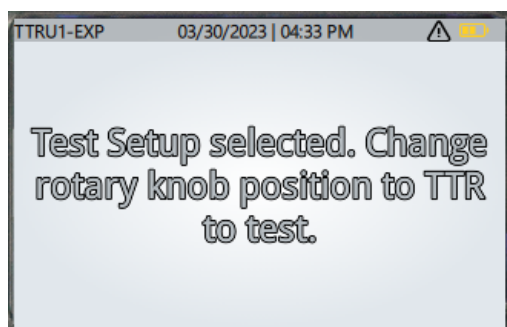 TTRU1-EXP 03/30/2023 | 04:33 PM
Test Setup selected. Change
rotary knob position to TTR
to test.